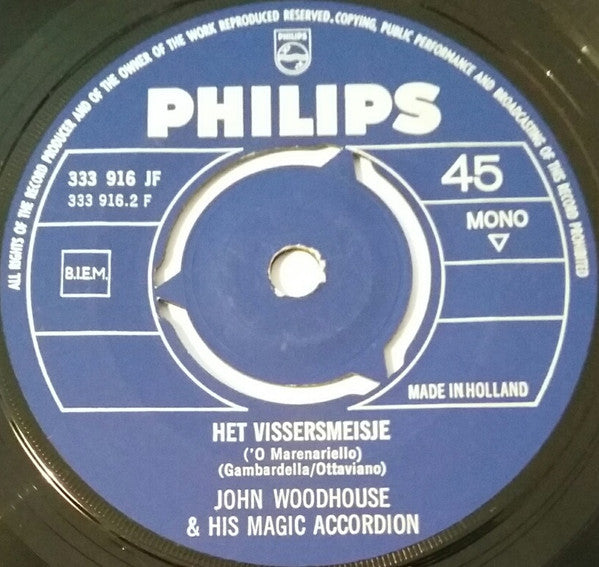 ALL RIGHTS OF THE RECORD PRODUCER AND OF THE OWNER OF THE WORK REPRODUCED RESERVED. COPYING, PUBLIC PERFORMANCE AND BROADCASTING OF THIS RECORD PROHIBITED
PHILIPS
PHILIPS
333 916 JF
333 916.2 F
45
MONO
B.I.E.M.
MADE IN HOLLAND
HET VISSERSMEISJE
('O Marenariello)
(Gambardella/Ottaviano)
JOHN WOODHOUSE
& HIS MAGIC ACCORDION